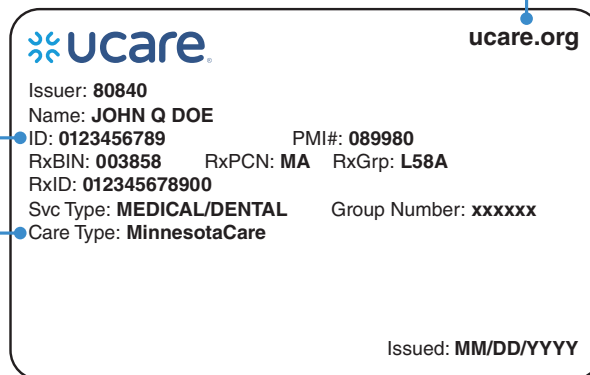 ucare
ucare.org
Issuer: 80840
Name: JOHN Q DOE
ID: 0123456789 PMI#: 089980
RxBIN: 003858 RxPCN: MA RxGrp: L58A
RxID: 012345678900
Svc Type: MEDICAL/DENTAL Group Number: xxxxxx
Care Type: MinnesotaCare
Issued: MM/DD/YYYY